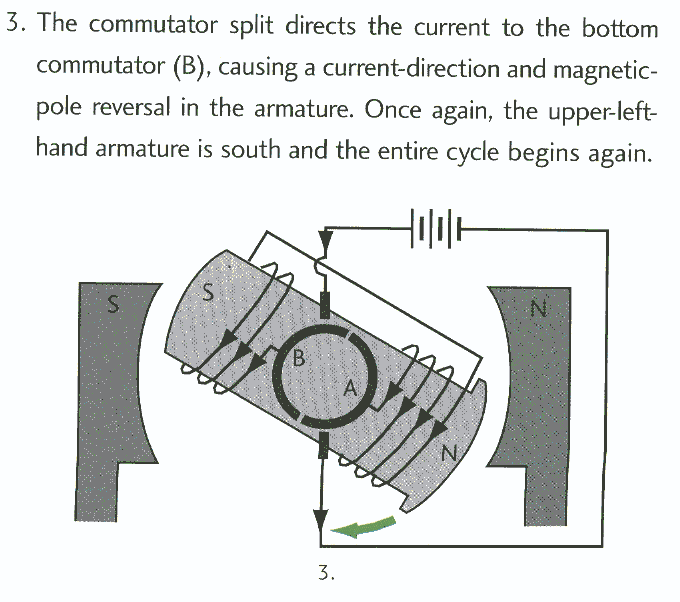 3. The commutator split directs the current to the bottom
commutator (B), causing a current-direction and magnetic-
pole reversal in the armature. Once again, the upper-left-
hand armature is south and the entire cycle begins again.
S
S
N
B
A
N
3.